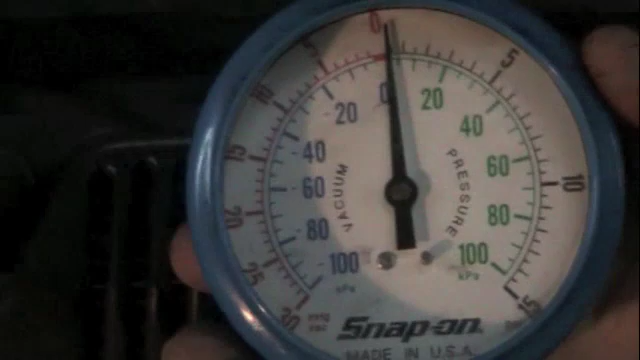 0
5 5
10 0 20
20 40
15 40 60 10
60
20 80 80
VACUUM PRESSURE
25 100 100
kPa kPa
30 15
Snap-on
MADE IN U.S.A.